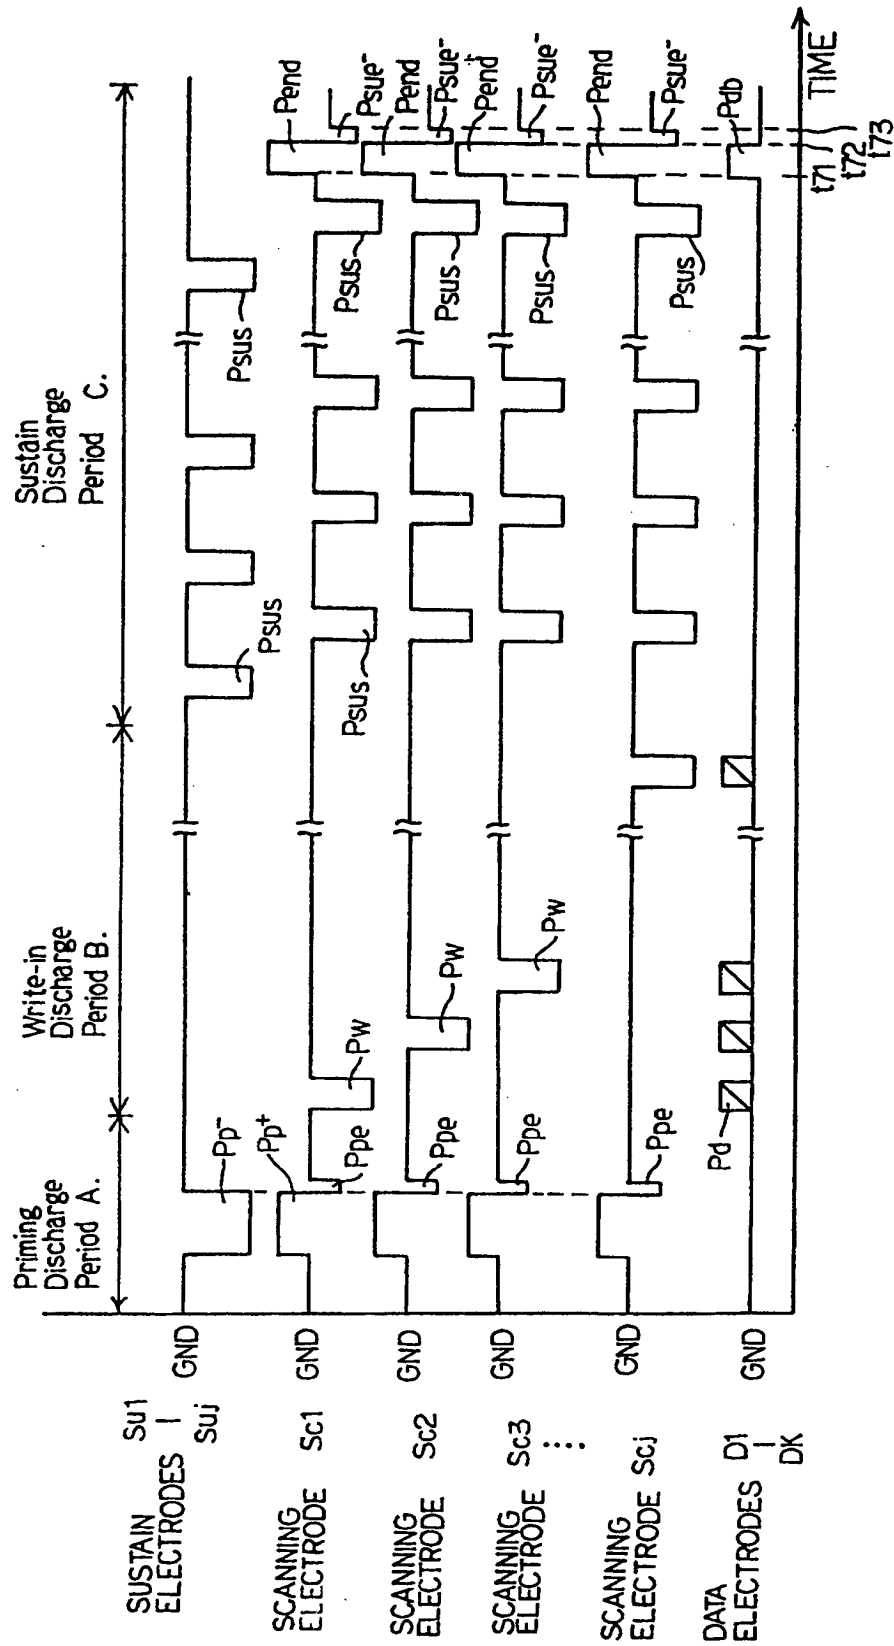 Priming
Discharge
Period A.
Write-in
Discharge
Period B.
Sustain
Discharge
Period C.
SUSTAIN
ELECTRODES
Su1
|
Suj
GND
Pp-
Psus
Psus
SCANNING
ELECTRODE Sc1
GND
Pp+
Ppe
Pw
Psus
Psus
Pend
Psue-
SCANNING
ELECTRODE Sc2
GND
Ppe
Pw
Psus
Pend
Psue-
SCANNING
ELECTRODE Sc3
GND
Ppe
Pw
Psus
Pend
Psue-
SCANNING
ELECTRODE Scj
GND
Ppe
Psus
Pend
Psue-
DATA
ELECTRODES
D1
|
DK
GND
Pd
Pdb
t71
t72
t73
TIME